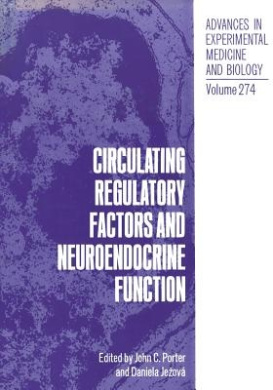 ADVANCES IN
EXPERIMENTAL
MEDICINE
AND BIOLOGY
Volume 274
CIRCULATING
REGULATORY
FACTORS AND
NEUROENDOCRINE
FUNCTION
Edited by John C. Porter
and Daniela Ježová